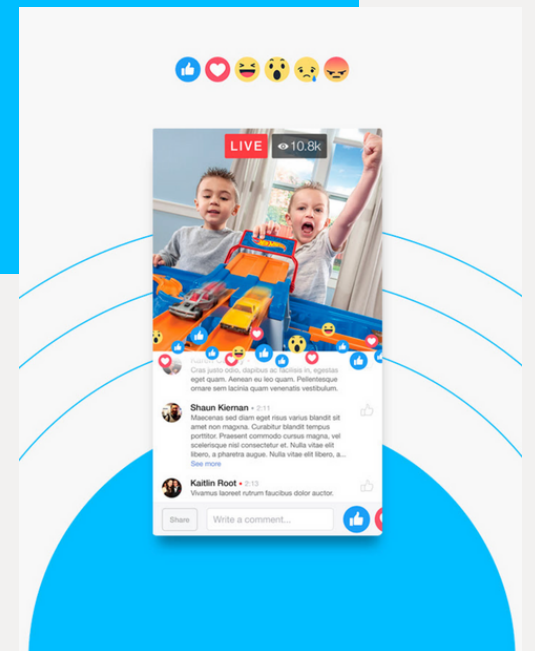 LIVE
10.8k
Cras justo odio, dapibus ac facilisis in, egestas
eget quam. Aenean eu leo quam. Pellentesque
ornare sem lacinia quam venenatis vestibulum.
Shaun Kiernan • 2:11
Maecenas sed diam eget risus varius blandit sit
amet non magxna. Curabitur blandit tempus
porttitor. Praesent commodo cursus magna, vel
scelerisque nisl consectetur et. Nulla vitae elit
libero, a pharetra augue. Nulla vitae elit libero, a...
See more
Kaitlin Root • 2:13
Vivamus laoreet rutrum faucibus dolor auctor.
Share
Write a comment...